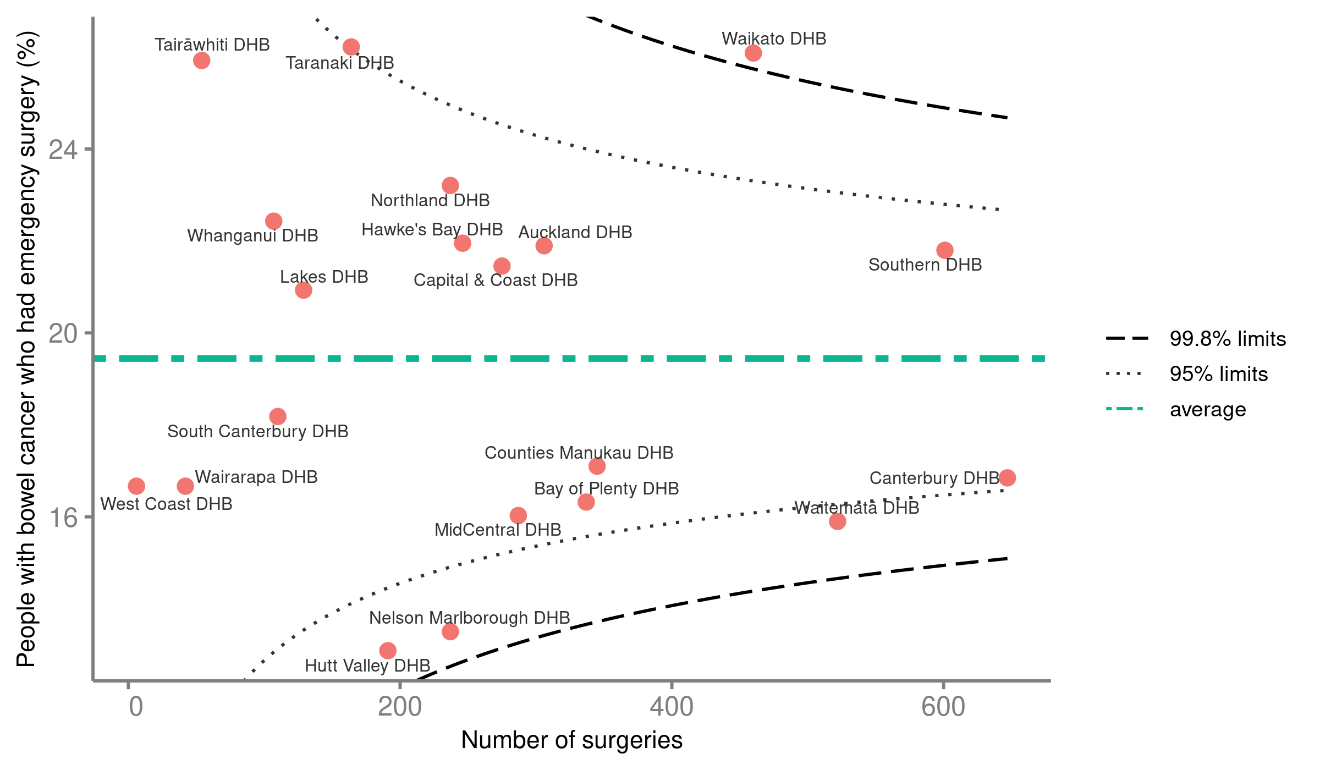 People with bowel cancer who had emergency surgery (%)
Tairāwhiti DHB
Taranaki DHB
Waikato DHB
24
Northland DHB
Whanganui DHB
Hawke's Bay DHB
Auckland DHB
Capital & Coast DHB
Southern DHB
Lakes DHB
20
99.8% limits
95% limits
average
South Canterbury DHB
Counties Manukau DHB
Wairarapa DHB
Canterbury DHB
Bay of Plenty DHB
West Coast DHB
Waitematā DHB
16
MidCentral DHB
Nelson Marlborough DHB
Hutt Valley DHB
0
200
400
600
Number of surgeries